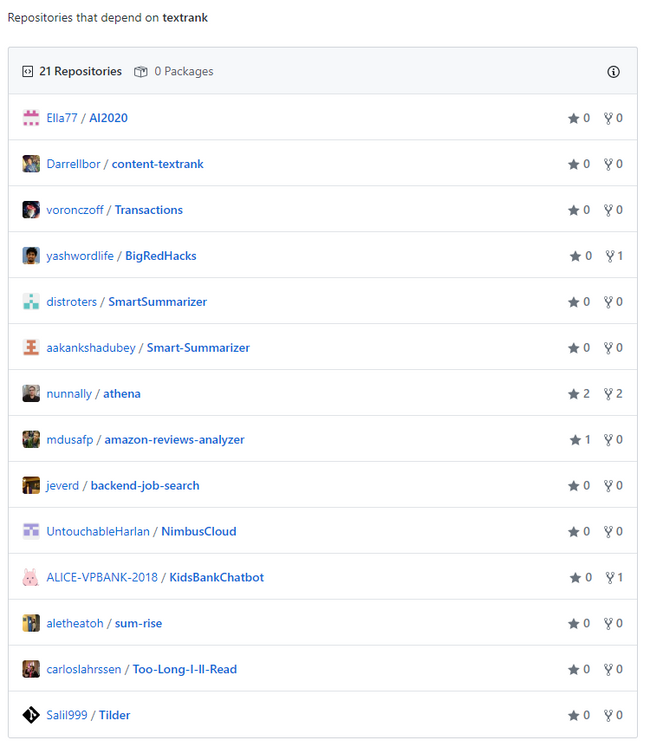 Repositories that depend on textrank
21 Repositories 0 Packages
Ella77 / AI2020 0 0
Darrellbor / content-textrank 0 0
voronczoff / Transactions 0 0
yashwordlife / BigRedHacks 0 1
distroters / SmartSummarizer 0 0
aakankshadubey / Smart-Summarizer 0 0
nunnally / athena 2 2
mdusafp / amazon-reviews-analyzer 1 0
jeverd / backend-job-search 0 0
UntouchableHarlan / NimbusCloud 0 0
ALICE-VPBANK-2018 / KidsBankChatbot 0 1
aletheatoh / sum-rise 0 0
carloslahrssen / Too-Long-I-ll-Read 0 0
Salil999 / Tilder 0 0